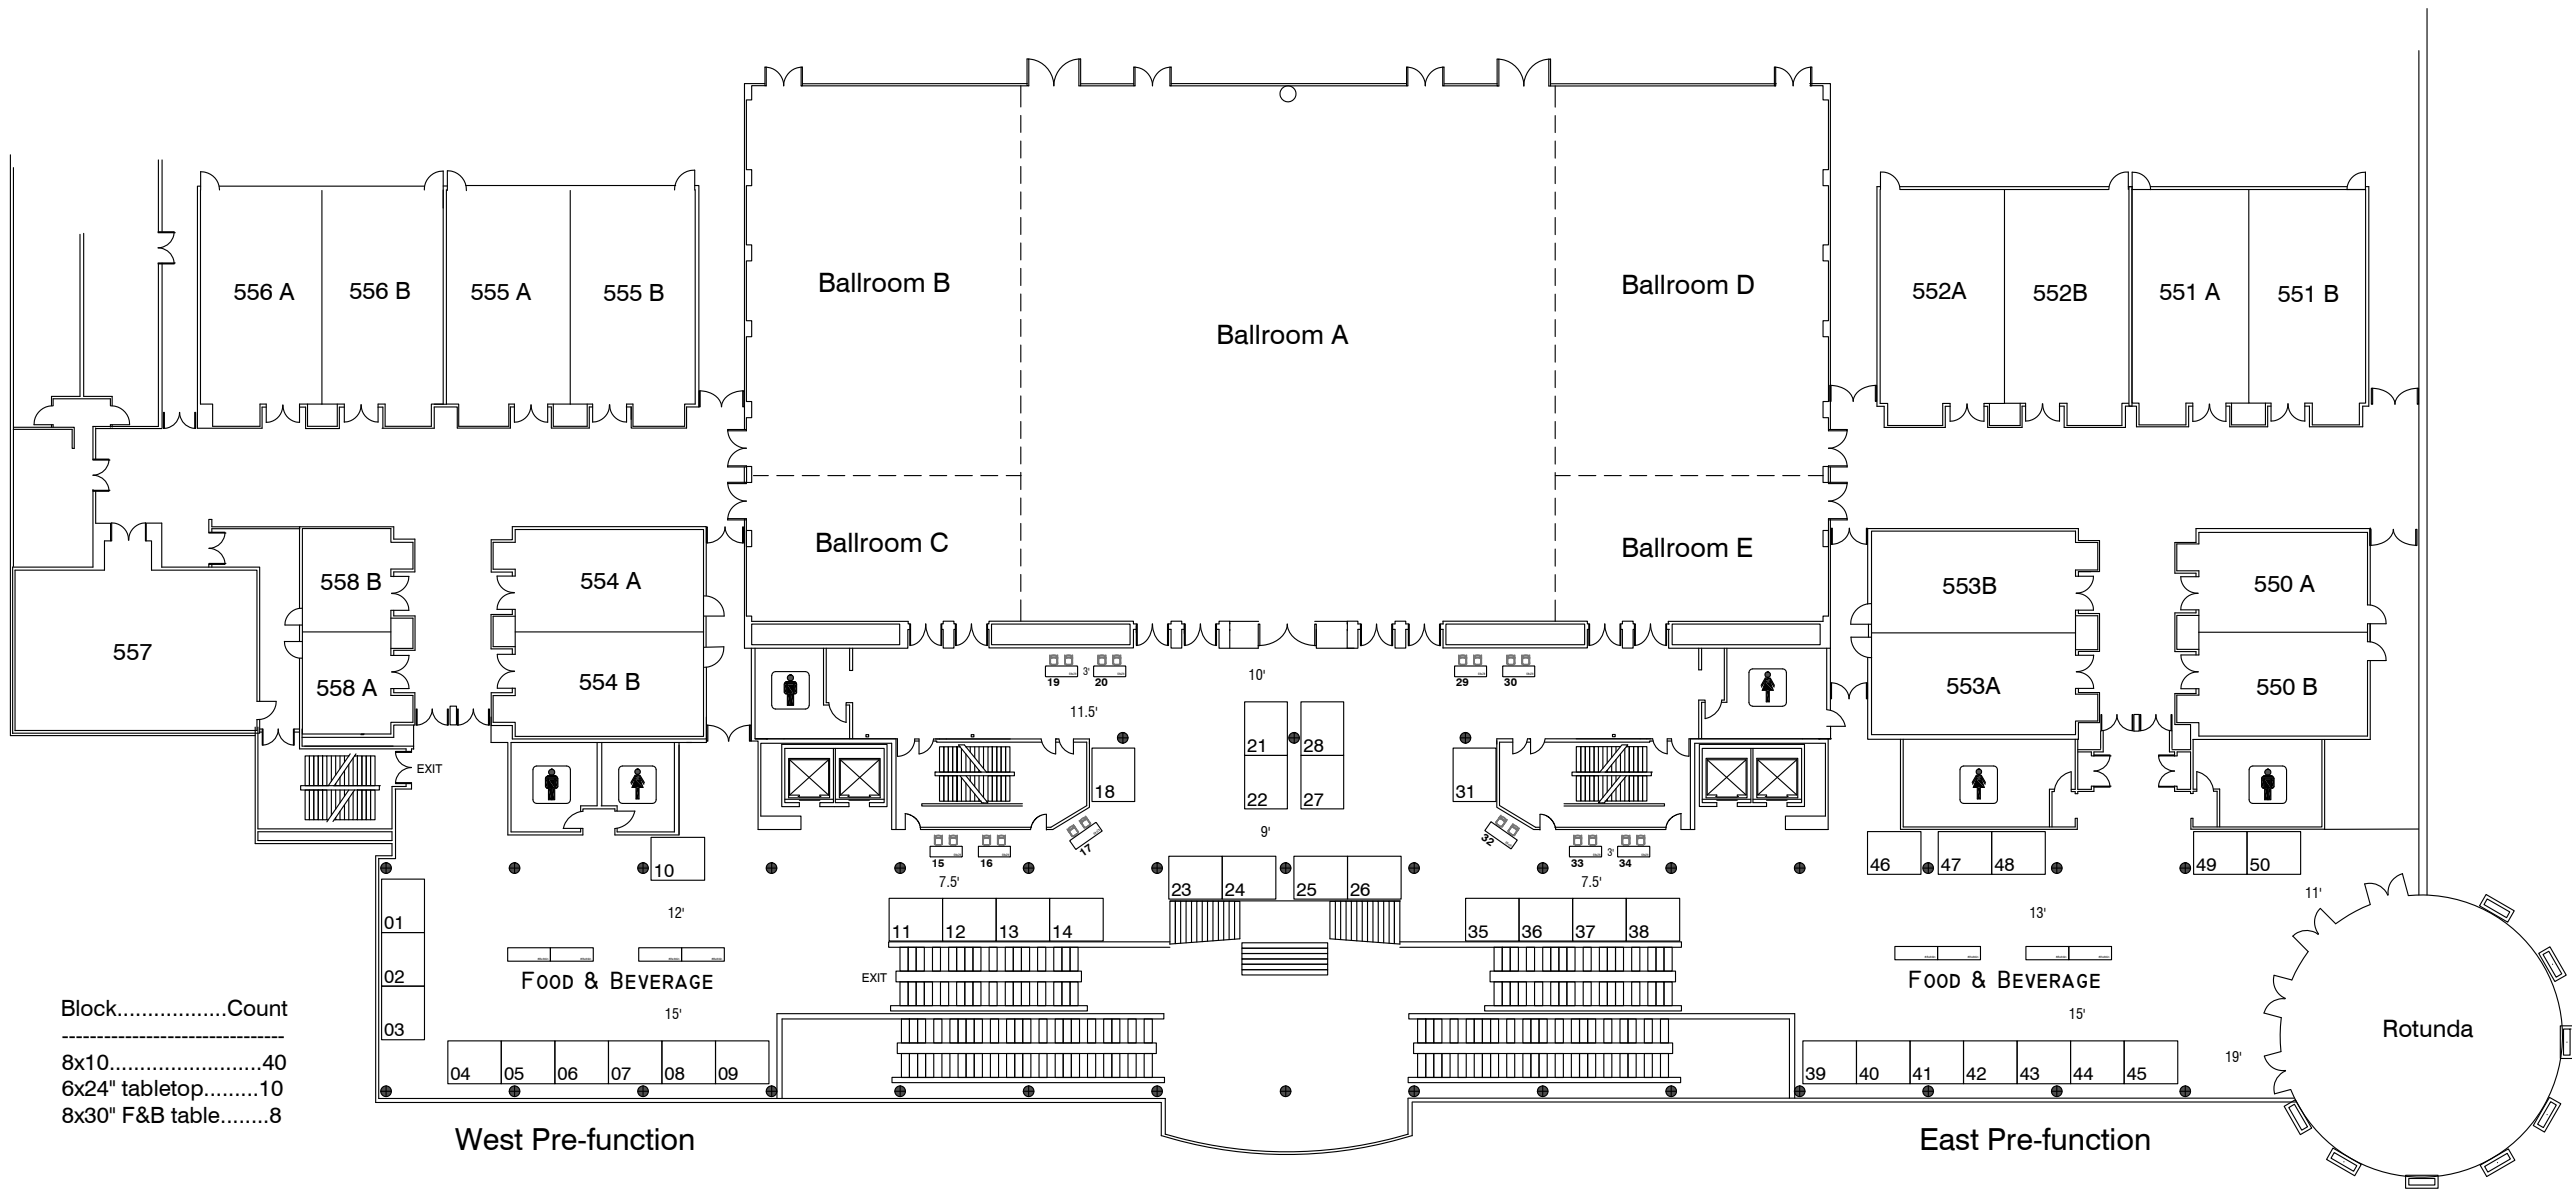 Ballroom B
Ballroom D
556 A
556 B
555 A
555 B
552A
552B
551 A
551 B
Ballroom A
Ballroom C
Ballroom E
558 B
554 A
553B
550 A
557
558 A
554 B
553A
550 B
19
3'
20
10'
29
30
11.5'
21
28
EXIT
18
22
27
31
9'
15
16
17
32
33
3'
34
10
7.5'
23
24
25
26
7.5'
46
47
48
49
50
11'
01
12'
11
12
13
14
35
36
37
38
13'
02
EXIT
FOOD & BEVERAGE
FOOD & BEVERAGE
03
15'
15'
Block..................Count
---------------------------------
8x10.........................40
6x24" tabletop.........10
8x30" F&B table........8
Rotunda
19'
04
05
06
07
08
09
39
40
41
42
43
44
45
West Pre-function
East Pre-function